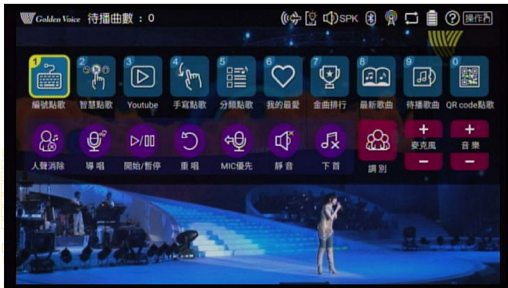 Golden Voice 待播曲數：0 SPK 操作
1 2 3 4 5 6 7 8 9 0
編號點歌 智慧點歌 Youtube 手寫點歌 分類點歌 我的最愛 金曲排行 最新歌曲 待播歌曲 QR code點歌
人聲消除 導唱 開始/暫停 重唱 MIC優先 靜音 下首 調別 麥克風 音樂